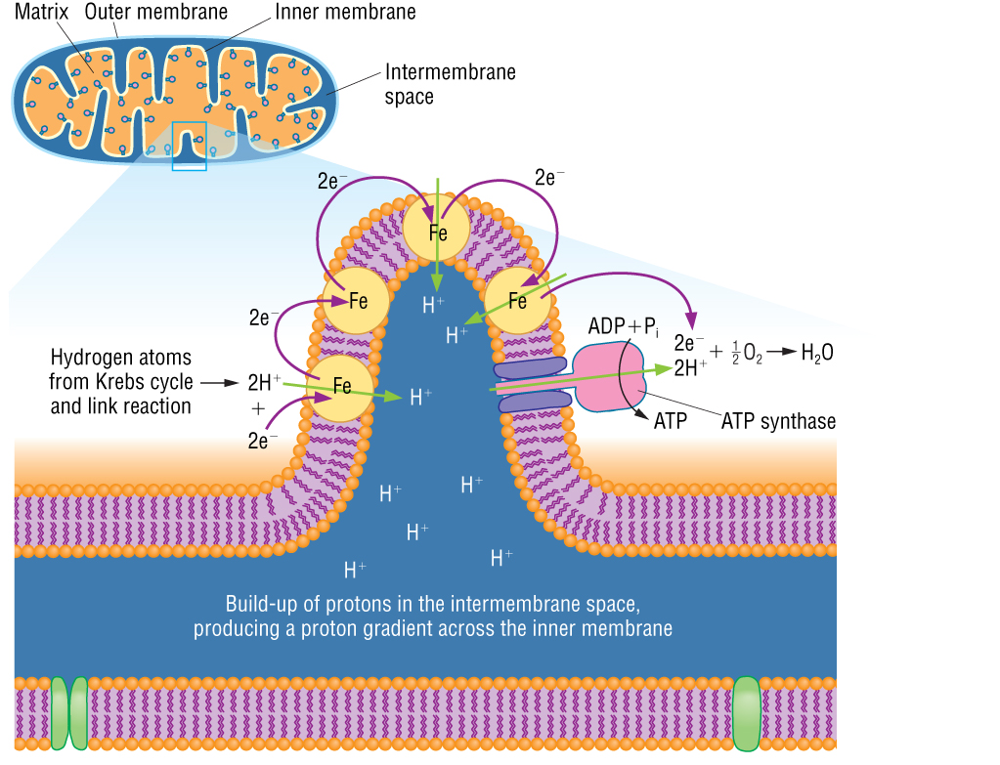 Matrix Outer membrane Inner membrane
Intermembrane
space
2e⁻ 2e⁻
Fe
Fe Fe
H⁺
H⁺
2e⁻
ADP+Pᵢ
2e⁻ + ½O₂ → H₂O
2H⁺
Hydrogen atoms
from Krebs cycle → 2H⁺
and link reaction
+
2e⁻
Fe
H⁺
ATP ATP synthase
H⁺ H⁺
H⁺
H⁺ H⁺
Build-up of protons in the intermembrane space,
producing a proton gradient across the inner membrane